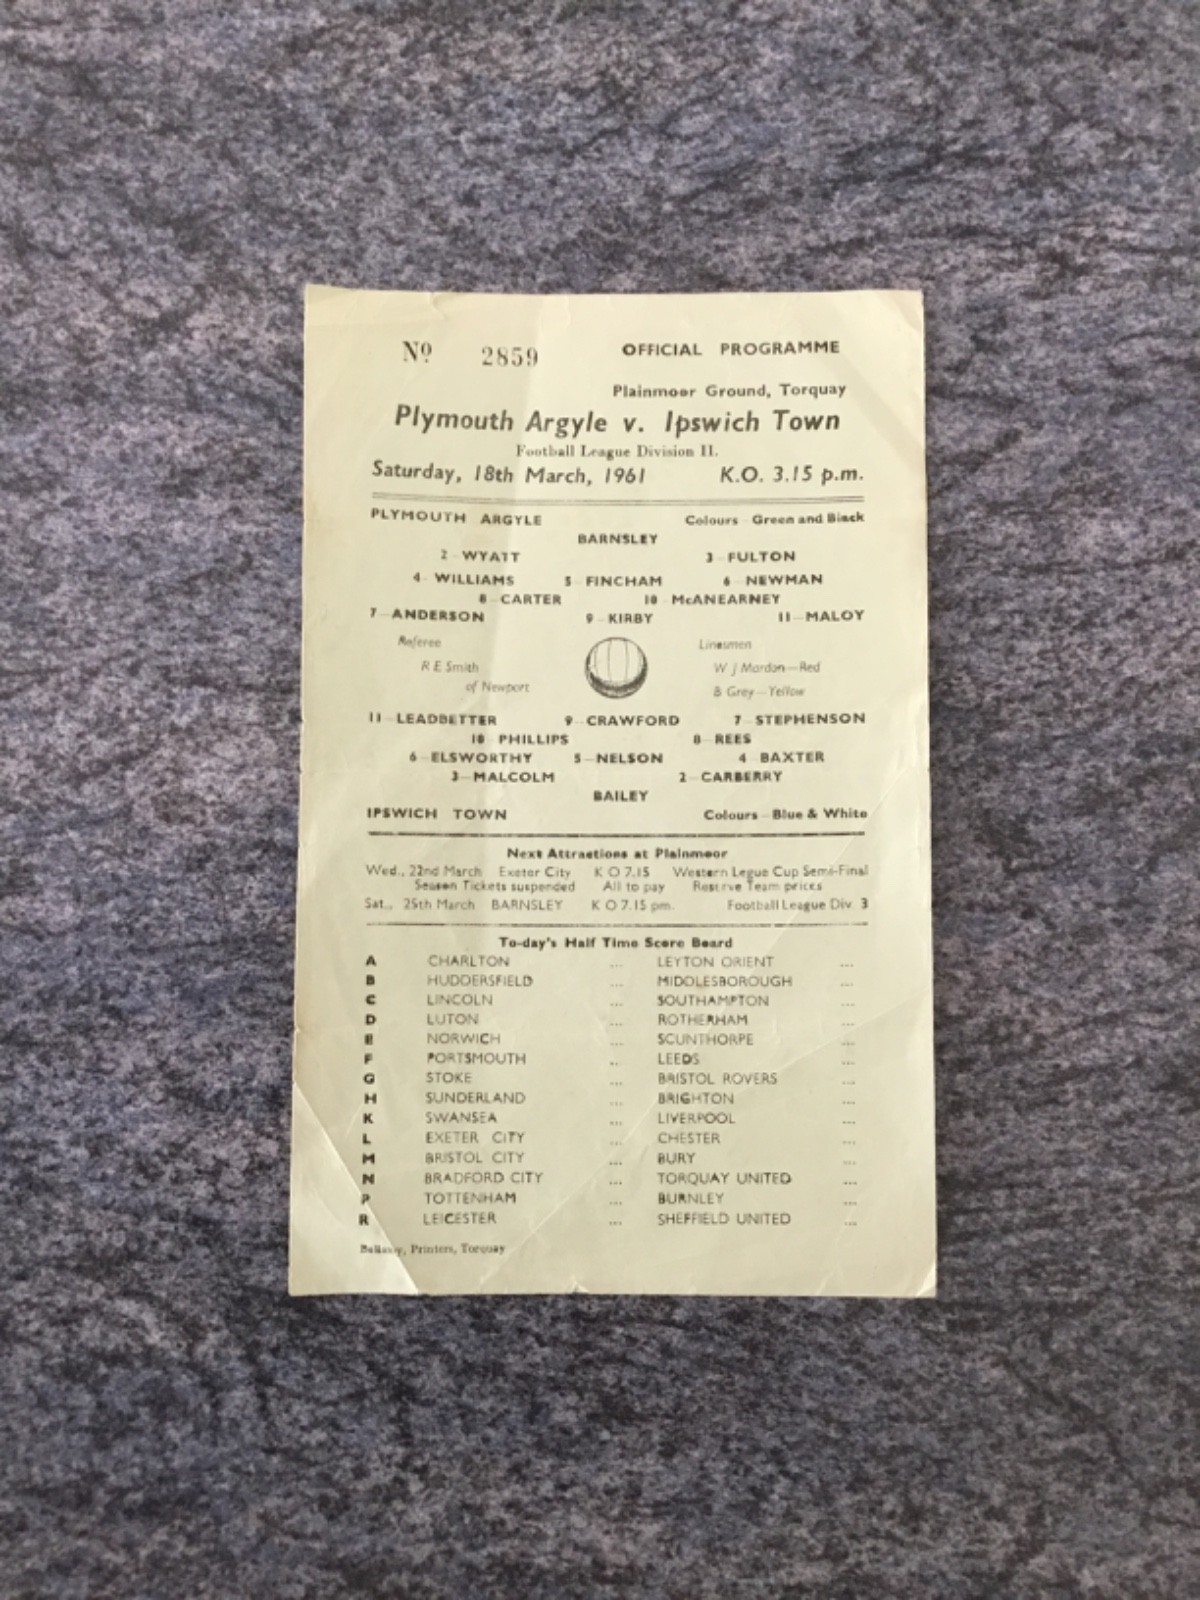 Nº 2859 OFFICIAL PROGRAMME
Plainmoor Ground, Torquay
Plymouth Argyle v. Ipswich Town
Football League Division II.
Saturday, 18th March, 1961 K.O. 3.15 p.m.
PLYMOUTH ARGYLE Colours - Green and Black
BARNSLEY
2 - WYATT 3 - FULTON
4 - WILLIAMS 5 - FINCHAM 6 - NEWMAN
8 - CARTER 10 - McANEARNEY
7 - ANDERSON 9 - KIRBY 11 - MALOY
Referee Linesmen
R E Smith W J Mardon—Red
of Newport B Grey—Yellow
11 - LEADBETTER 9 - CRAWFORD 7 - STEPHENSON
10 - PHILLIPS 8 - REES
6 - ELSWORTHY 5 - NELSON 4 - BAXTER
3 - MALCOLM 2 - CARBERRY
BAILEY
IPSWICH TOWN Colours - Blue & White
Next Attractions at Plainmoor
Wed., 22nd March Exeter City K O 7.15 Western Legue Cup Semi-Final
Season Tickets suspended All to pay Reserve Team prices
Sat., 25th March BARNSLEY K O 7.15 pm. Football League Div 3
To-day's Half Time Score Board
A CHARLTON ... LEYTON ORIENT ...
B HUDDERSFIELD ... MIDDLESBOROUGH ...
C LINCOLN ... SOUTHAMPTON ...
D LUTON ... ROTHERHAM ...
E NORWICH ... SCUNTHORPE ...
F PORTSMOUTH ... LEEDS ...
G STOKE ... BRISTOL ROVERS ...
H SUNDERLAND ... BRIGHTON ...
K SWANSEA ... LIVERPOOL ...
L EXETER CITY ... CHESTER ...
M BRISTOL CITY ... BURY ...
N BRADFORD CITY ... TORQUAY UNITED ...
P TOTTENHAM ... BURNLEY ...
R LEICESTER ... SHEFFIELD UNITED ...
Printers, Torquay